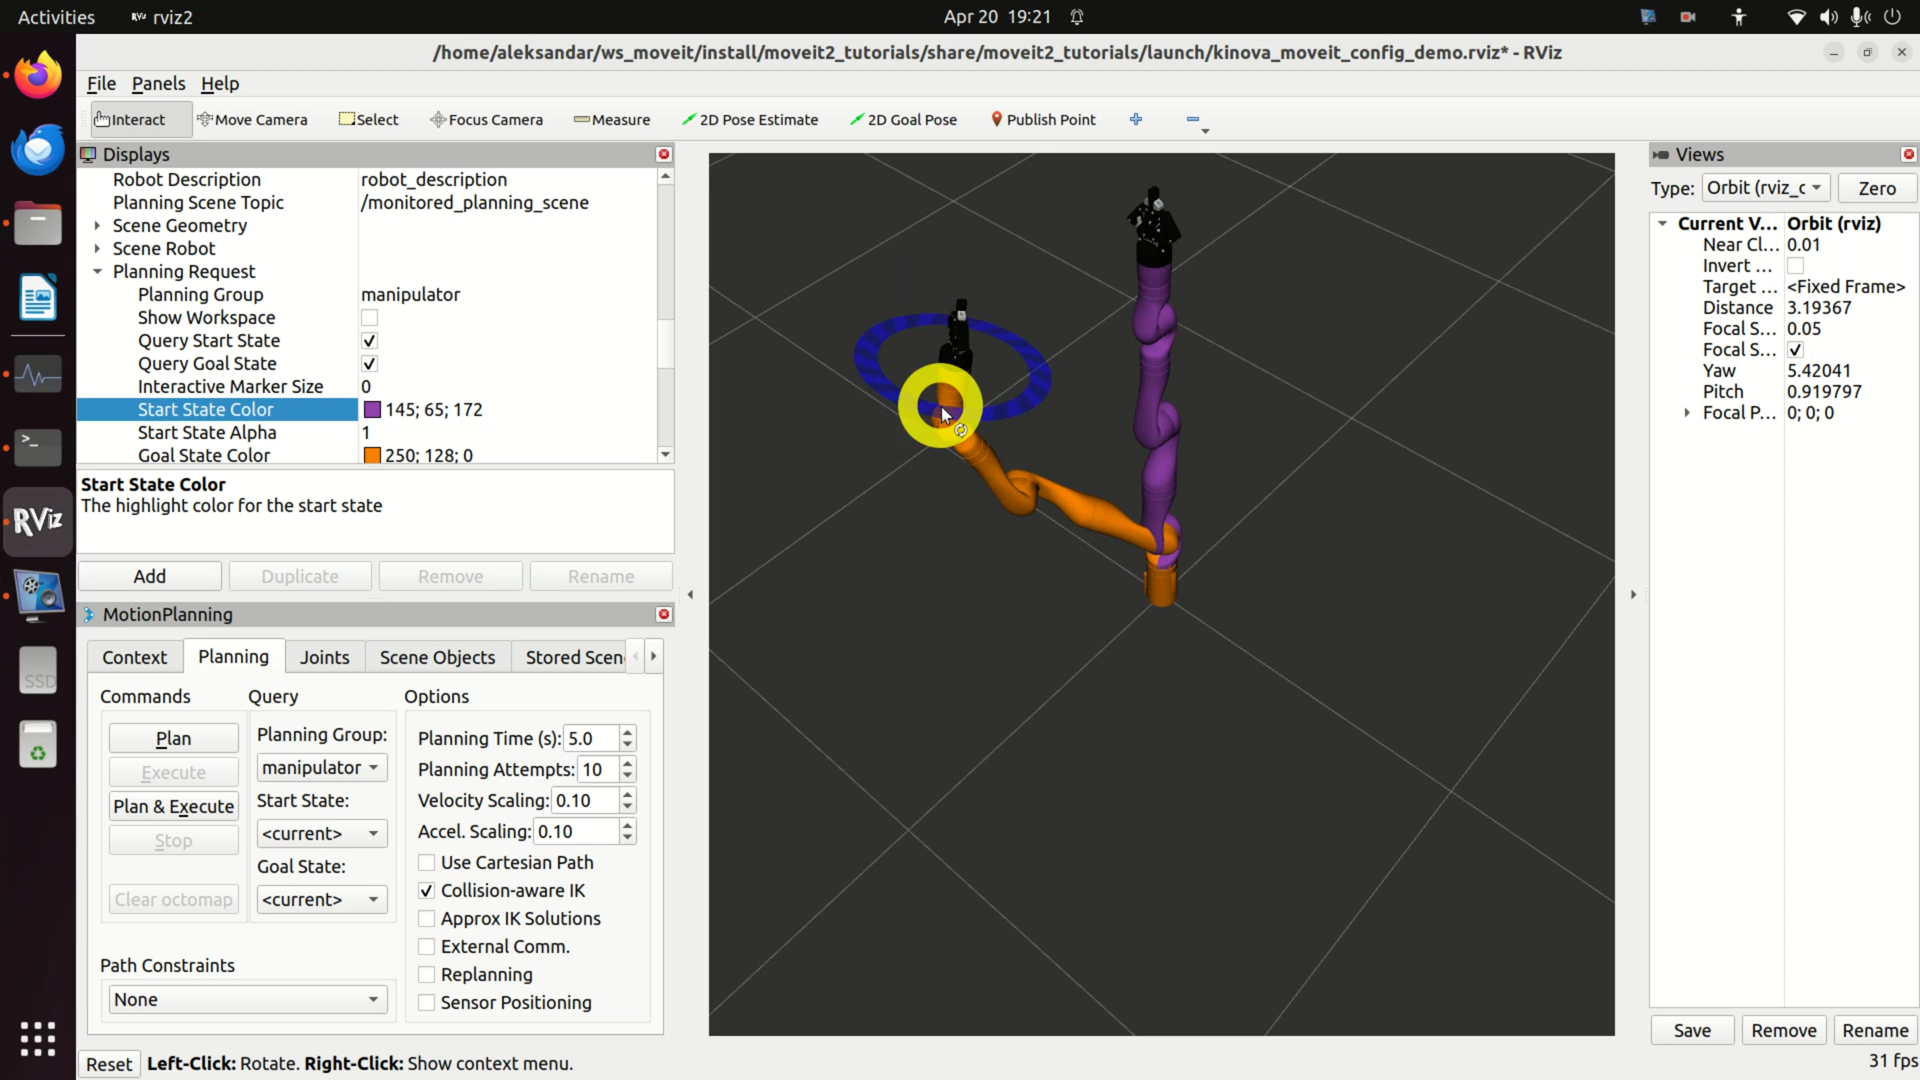 Activities
RViz rviz2
Apr 20 19:21
/home/aleksandar/ws_moveit/install/moveit2_tutorials/share/moveit2_tutorials/launch/kinova_moveit_config_demo.rviz* - RViz
File Panels Help
Interact Move Camera Select Focus Camera Measure 2D Pose Estimate 2D Goal Pose Publish Point
Displays
Robot Description robot_description
Planning Scene Topic /monitored_planning_scene
Scene Geometry
Scene Robot
Planning Request
Planning Group manipulator
Show Workspace
Query Start State
Query Goal State
Interactive Marker Size 0
Start State Color 145; 65; 172
Start State Alpha 1
Goal State Color 250; 128; 0
Start State Color
The highlight color for the start state
Add Duplicate Remove Rename
MotionPlanning
Context Planning Joints Scene Objects Stored Scen
Commands Query Options
Plan
Execute
Plan & Execute
Stop
Clear octomap
Planning Group:
manipulator
Start State:
<current>
Goal State:
<current>
Planning Time (s): 5.0
Planning Attempts: 10
Velocity Scaling: 0.10
Accel. Scaling: 0.10
Use Cartesian Path
Collision-aware IK
Approx IK Solutions
External Comm.
Replanning
Sensor Positioning
Path Constraints
None
Reset Left-Click: Rotate. Right-Click: Show context menu.
Views
Type: Orbit (rviz_c Zero
Current V... Orbit (rviz)
Near Cl... 0.01
Invert ...
Target ... <Fixed Frame>
Distance 3.19367
Focal S... 0.05
Focal S...
Yaw 5.42041
Pitch 0.919797
Focal P... 0; 0; 0
Save Remove Rename
31 fps
RViz
SSD